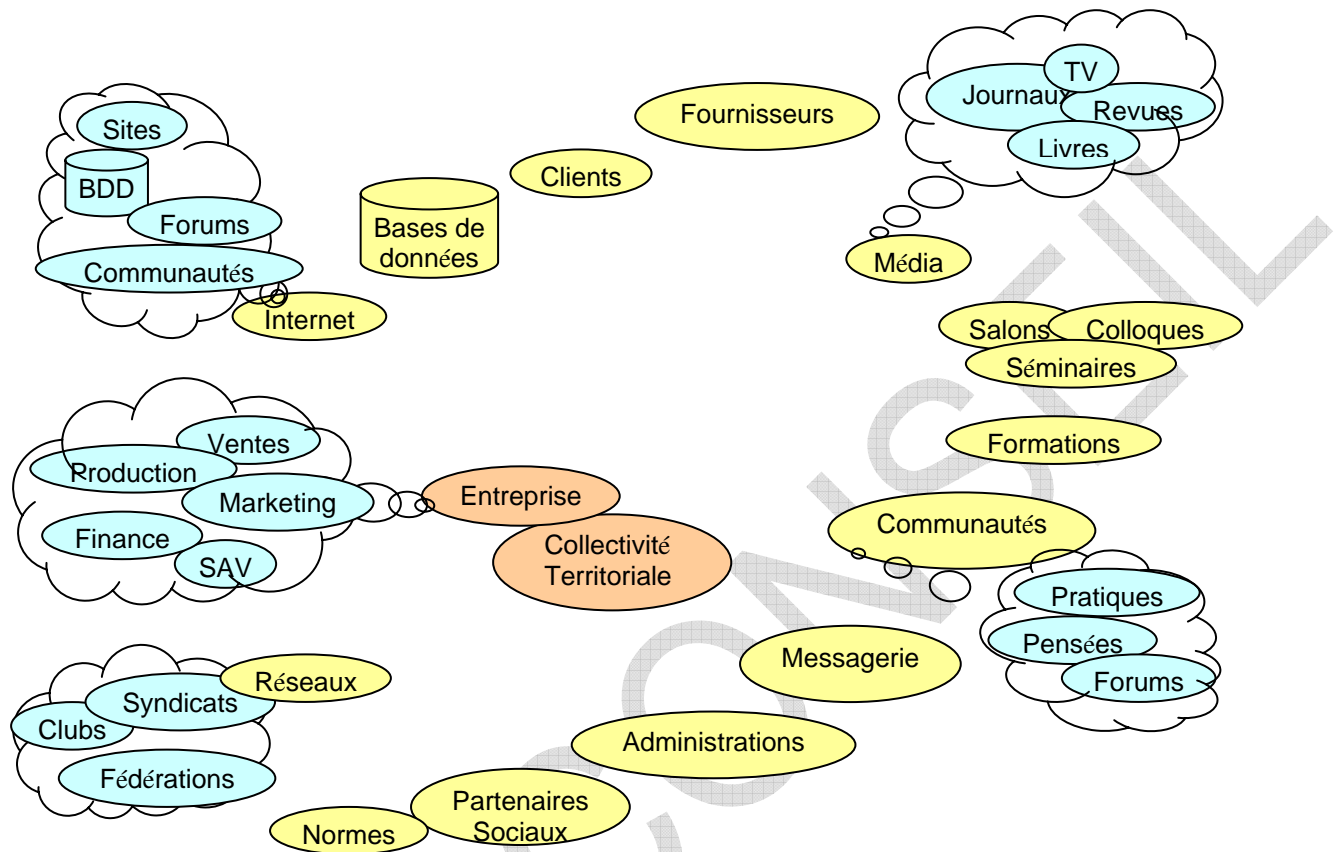 TV
Journaux
Revues
Livres
Fournisseurs
Sites
BDD
Forums
Communautés
Internet
Clients
Bases de
données
Média
Salons
Colloques
Séminaires
Formations
Ventes
Production
Marketing
Finance
SAV
Entreprise
Collectivité
Territoriale
Communautés
Pratiques
Pensées
Forums
Messagerie
Réseaux
Syndicats
Clubs
Fédérations
Administrations
Partenaires
Sociaux
Normes
CONSEIL